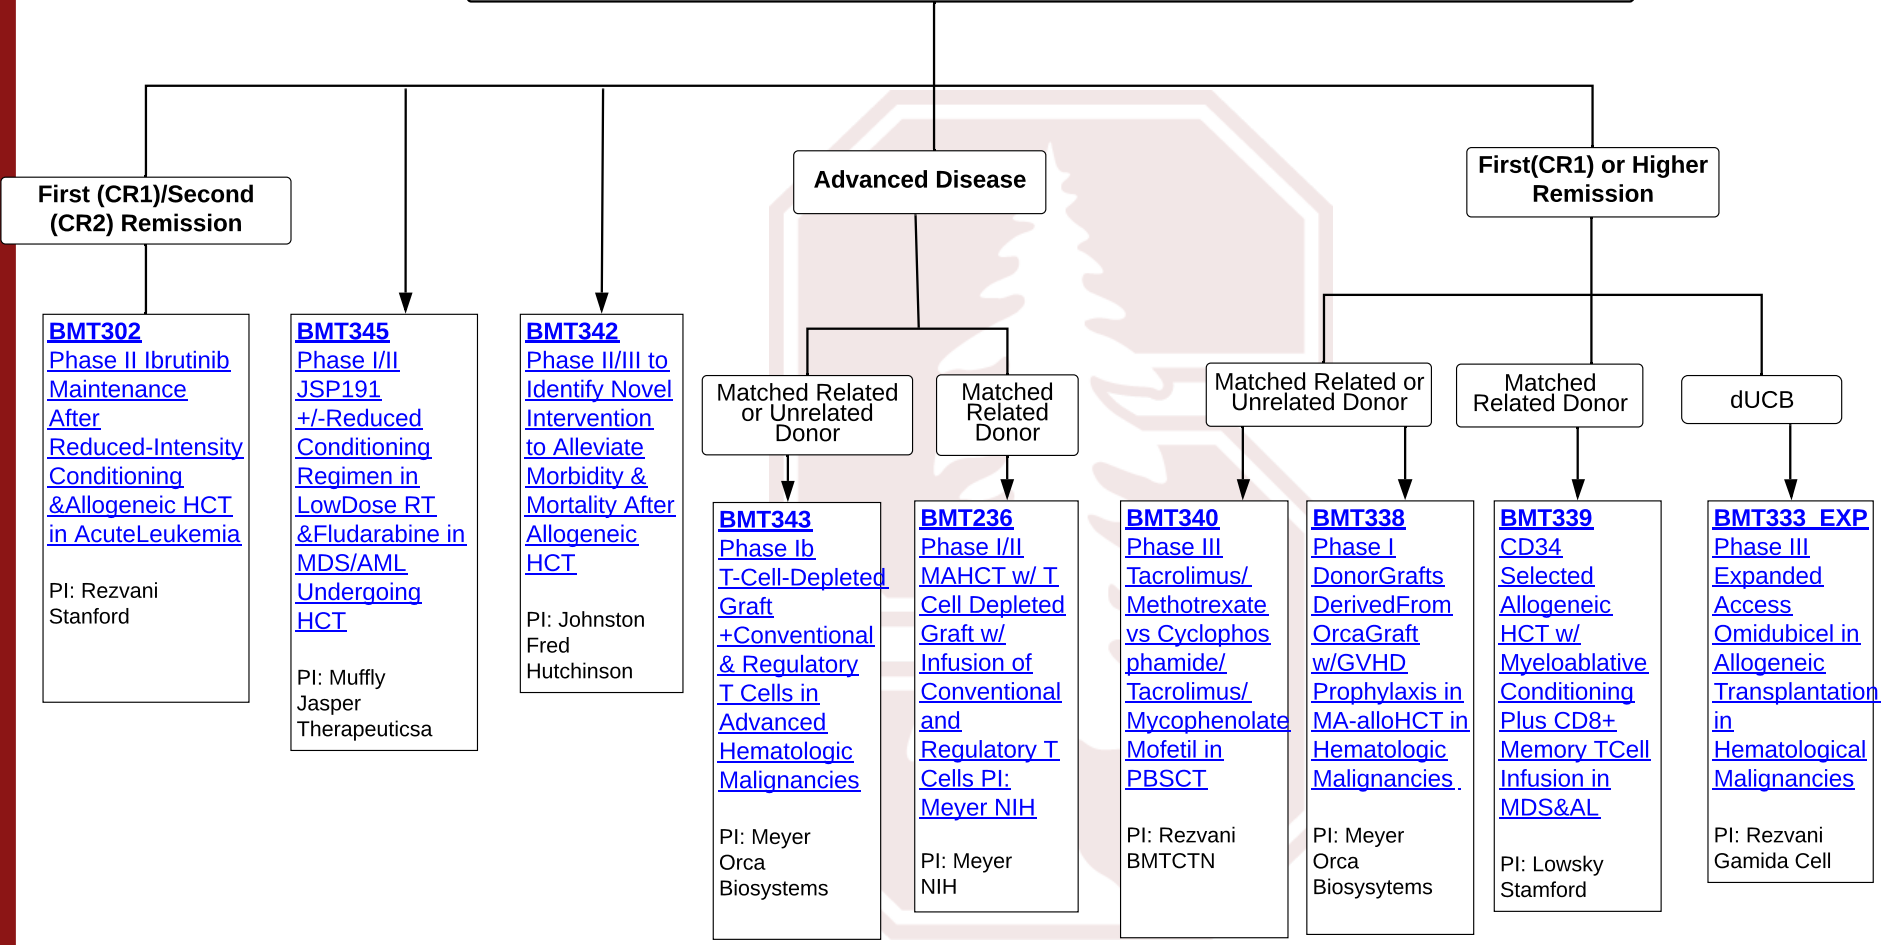 First (CR1)/Second
(CR2) Remission
Advanced Disease
First(CR1) or Higher
Remission
BMT302
Phase II Ibrutinib
Maintenance
After
Reduced-Intensity
Conditioning
&Allogeneic HCT
in AcuteLeukemia
PI: Rezvani
Stanford
BMT345
Phase I/II
JSP191
+/-Reduced
Conditioning
Regimen in
LowDose RT
&Fludarabine in
MDS/AML
Undergoing
HCT
PI: Muffly
Jasper
Therapeuticsa
BMT342
Phase II/III to
Identify Novel
Intervention
to Alleviate
Morbidity &
Mortality After
Allogeneic
HCT
PI: Johnston
Fred
Hutchinson
Matched Related
or Unrelated
Donor
BMT343
Phase Ib
T-Cell-Depleted
Graft
+Conventional
& Regulatory
T Cells in
Advanced
Hematologic
Malignancies
PI: Meyer
Orca
Biosystems
Matched
Related
Donor
BMT236
Phase I/II
MAHCT w/ T
Cell Depleted
Graft w/
Infusion of
Conventional
and
Regulatory T
Cells PI:
Meyer NIH
PI: Meyer
NIH
Matched Related or
Unrelated Donor
BMT340
Phase III
Tacrolimus/
Methotrexate
vs Cyclophos
phamide/
Tacrolimus/
Mycophenolate
Mofetil in
PBSCT
PI: Rezvani
BMTCTN
BMT338
Phase I
DonorGrafts
DerivedFrom
OrcaGraft
w/GVHD
Prophylaxis in
MA-alloHCT in
Hematologic
Malignancies
PI: Meyer
Orca
Biosysytems
Matched
Related Donor
BMT339
CD34
Selected
Allogeneic
HCT w/
Myeloablative
Conditioning
Plus CD8+
Memory TCell
Infusion in
MDS&AL
PI: Lowsky
Stamford
dUCB
BMT333_EXP
Phase III
Expanded
Access
Omidubicel in
Allogeneic
Transplantation
in
Hematological
Malignancies
PI: Rezvani
Gamida Cell